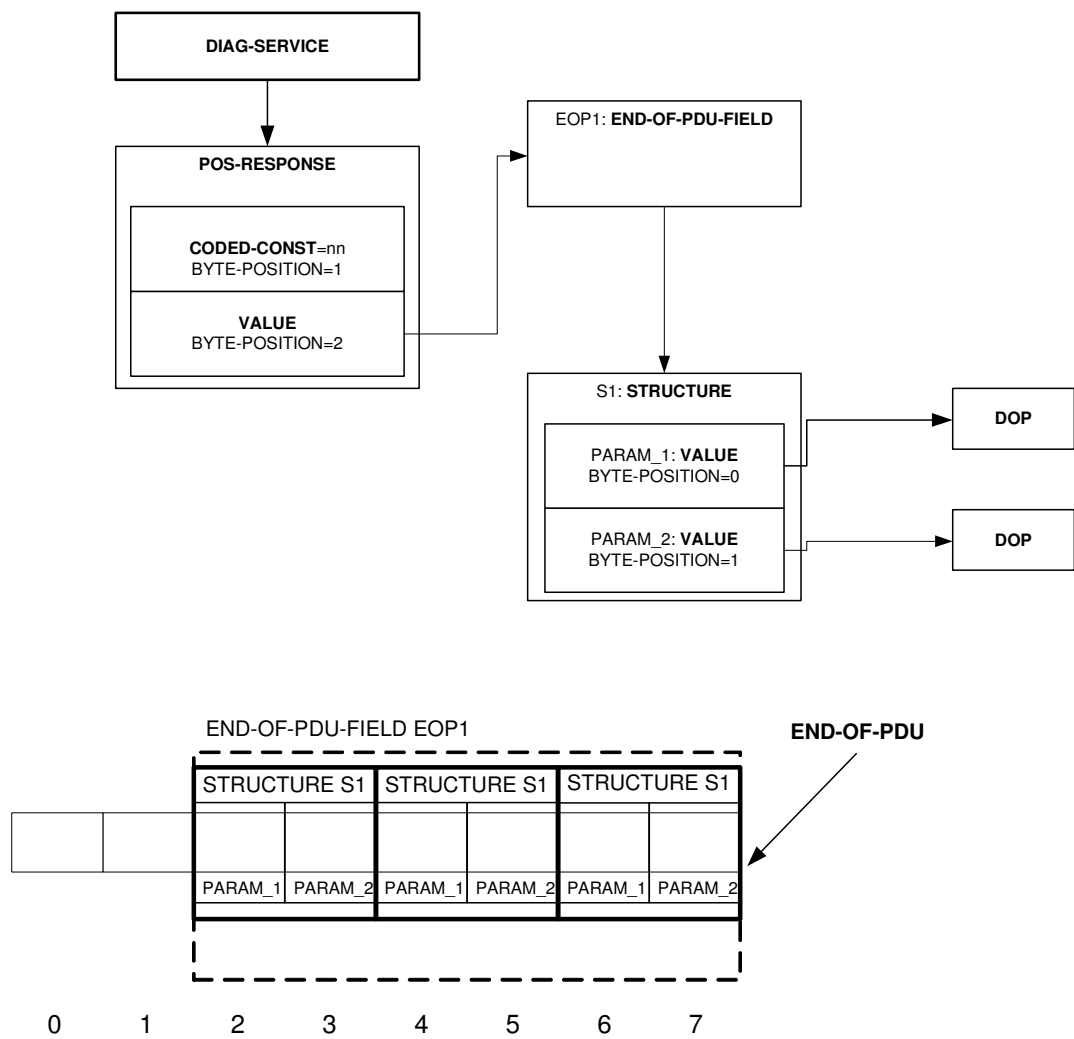 DIAG-SERVICE
POS-RESPONSE
CODED-CONST=nn
BYTE-POSITION=1
VALUE
BYTE-POSITION=2
EOP1: END-OF-PDU-FIELD
S1: STRUCTURE
PARAM_1: VALUE
BYTE-POSITION=0
PARAM_2: VALUE
BYTE-POSITION=1
DOP
DOP
END-OF-PDU-FIELD EOP1
END-OF-PDU
STRUCTURE S1 STRUCTURE S1 STRUCTURE S1
PARAM_1 PARAM_2 PARAM_1 PARAM_2 PARAM_1 PARAM_2
0 1 2 3 4 5 6 7